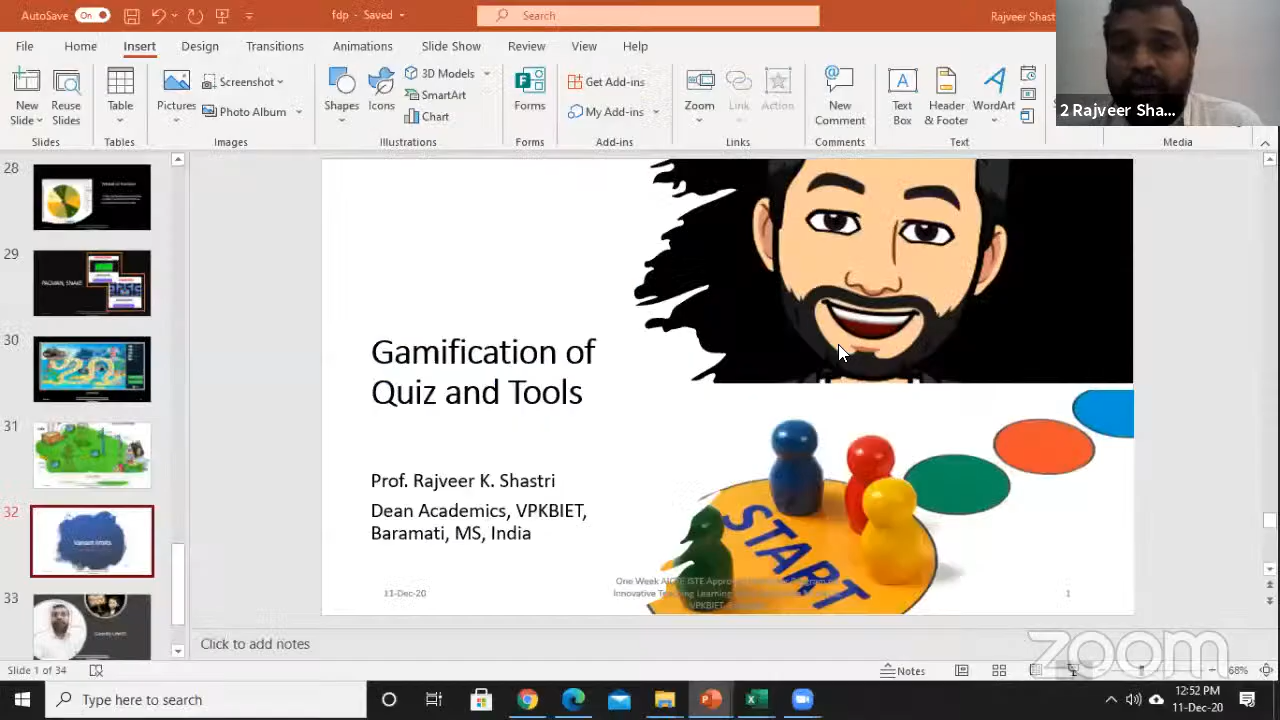 AutoSave On fdp - Saved Search Rajveer Shast
File Home Insert Design Transitions Animations Slide Show Review View Help
New Slide
Reuse Slides
Table
Pictures
Screenshot
Photo Album
Shapes
Icons
3D Models
SmartArt
Chart
Forms
Get Add-ins
My Add-ins
Zoom
Link
Action
New Comment
Text Box
Header & Footer
WordArt
2 Rajveer Sha...
Slides Tables Images Illustrations Forms Add-ins Links Comments Text Media
28
29
PACMAN, SNAKE
30
31
32
33
Gamification of
Quiz and Tools
Prof. Rajveer K. Shastri
Dean Academics, VPKBIET,
Baramati, MS, India
START
11-Dec-20
1
Click to add notes
zoom
Slide 1 of 34
Notes
68%
Type here to search
12:52 PM
11-Dec-20